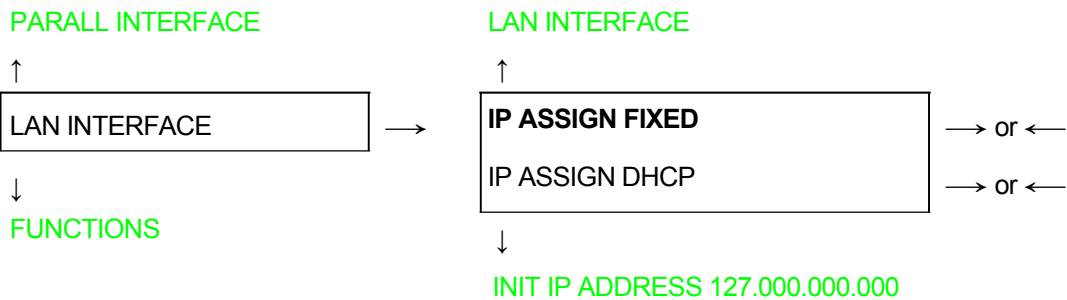 PARALL INTERFACE
LAN INTERFACE
↑
↑
LAN INTERFACE
→
IP ASSIGN FIXED
→ or ←
IP ASSIGN DHCP
→ or ←
↓
FUNCTIONS
↓
INIT IP ADDRESS 127.000.000.000